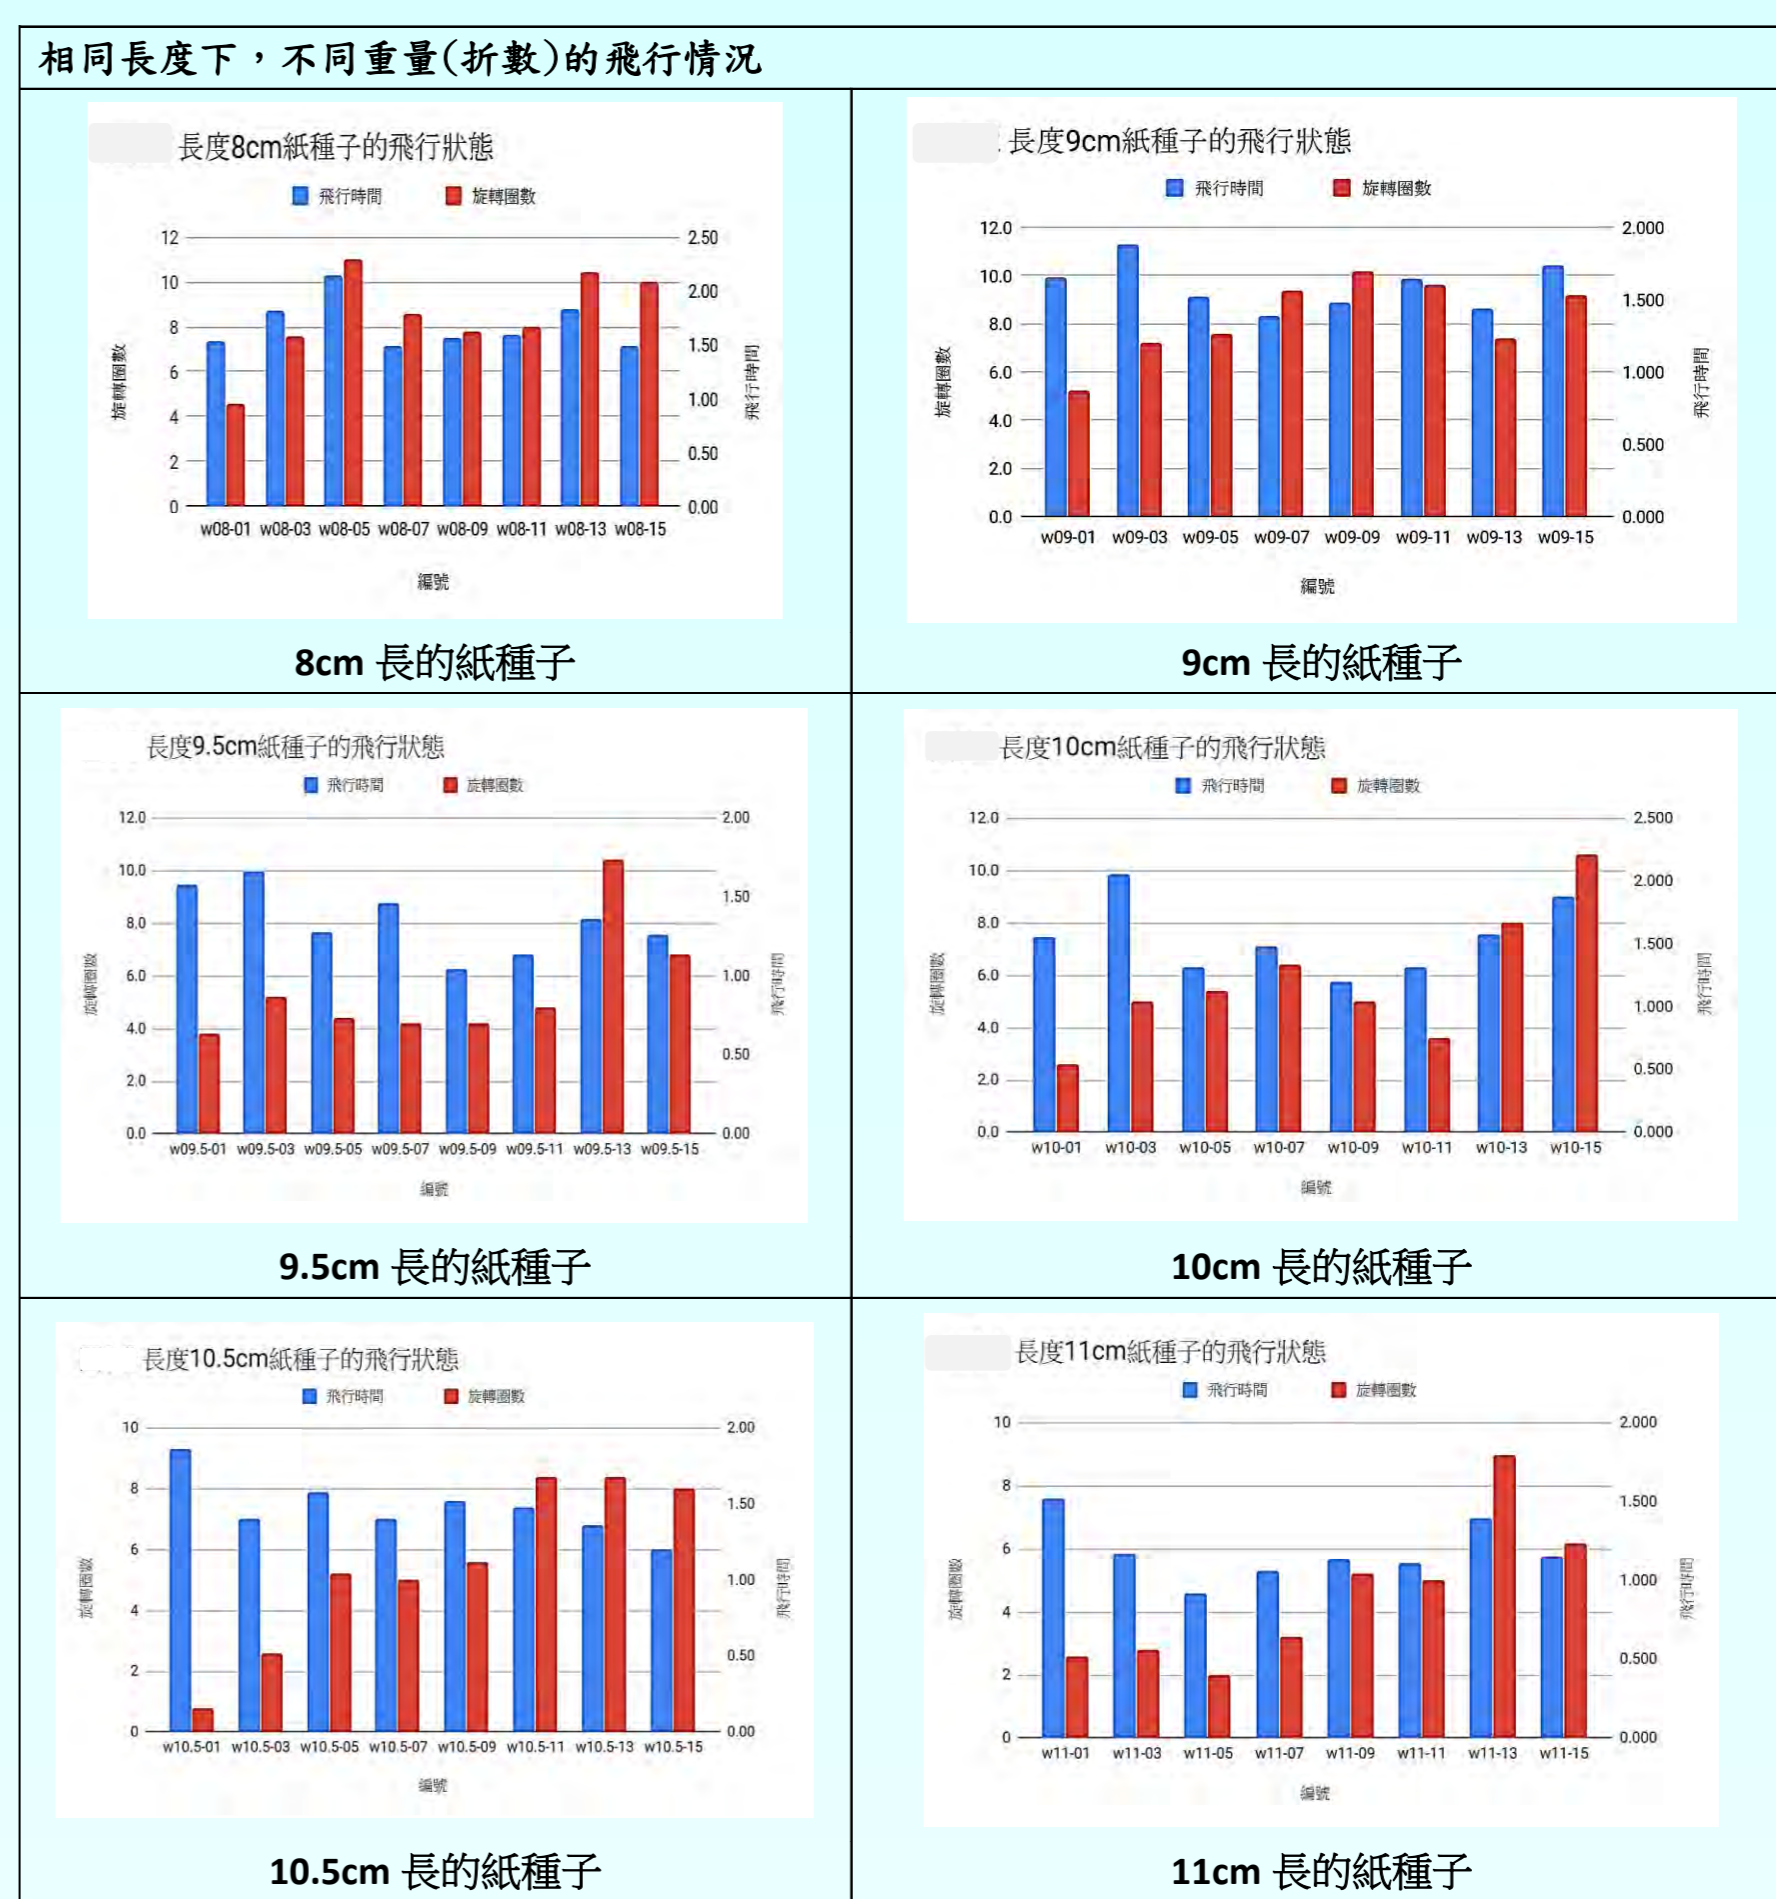 相同長度下，不同重量(折數)的飛行情況
長度8cm紙種子的飛行狀態
飛行時間 旋轉圈數
12
10
8
6
4
2
0
2.50
2.00
1.50
1.00
0.50
0.00
旋轉圈數
飛行時間
w08-01 w08-03 w08-05 w08-07 w08-09 w08-11 w08-13 w08-15
編號
8cm 長的紙種子
長度9cm紙種子的飛行狀態
飛行時間 旋轉圈數
12.0
10.0
8.0
6.0
4.0
2.0
0.0
2.000
1.500
1.000
0.500
0.000
旋轉圈數
飛行時間
w09-01 w09-03 w09-05 w09-07 w09-09 w09-11 w09-13 w09-15
編號
9cm 長的紙種子
長度9.5cm紙種子的飛行狀態
飛行時間 旋轉圈數
12.0
10.0
8.0
6.0
4.0
2.0
0.0
2.00
1.50
1.00
0.50
0.00
旋轉圈數
飛行時間
w09.5-01 w09.5-03 w09.5-05 w09.5-07 w09.5-09 w09.5-11 w09.5-13 w09.5-15
編號
9.5cm 長的紙種子
長度10cm紙種子的飛行狀態
飛行時間 旋轉圈數
12.0
10.0
8.0
6.0
4.0
2.0
0.0
2.500
2.000
1.500
1.000
0.500
0.000
旋轉圈數
飛行時間
w10-01 w10-03 w10-05 w10-07 w10-09 w10-11 w10-13 w10-15
編號
10cm 長的紙種子
長度10.5cm紙種子的飛行狀態
飛行時間 旋轉圈數
10
8
6
4
2
0
2.00
1.50
1.00
0.50
0.00
旋轉圈數
飛行時間
w10.5-01 w10.5-03 w10.5-05 w10.5-07 w10.5-09 w10.5-11 w10.5-13 w10.5-15
編號
10.5cm 長的紙種子
長度11cm紙種子的飛行狀態
飛行時間 旋轉圈數
10
8
6
4
2
0
2.000
1.500
1.000
0.500
0.000
旋轉圈數
飛行時間
w11-01 w11-03 w11-05 w11-07 w11-09 w11-11 w11-13 w11-15
編號
11cm 長的紙種子